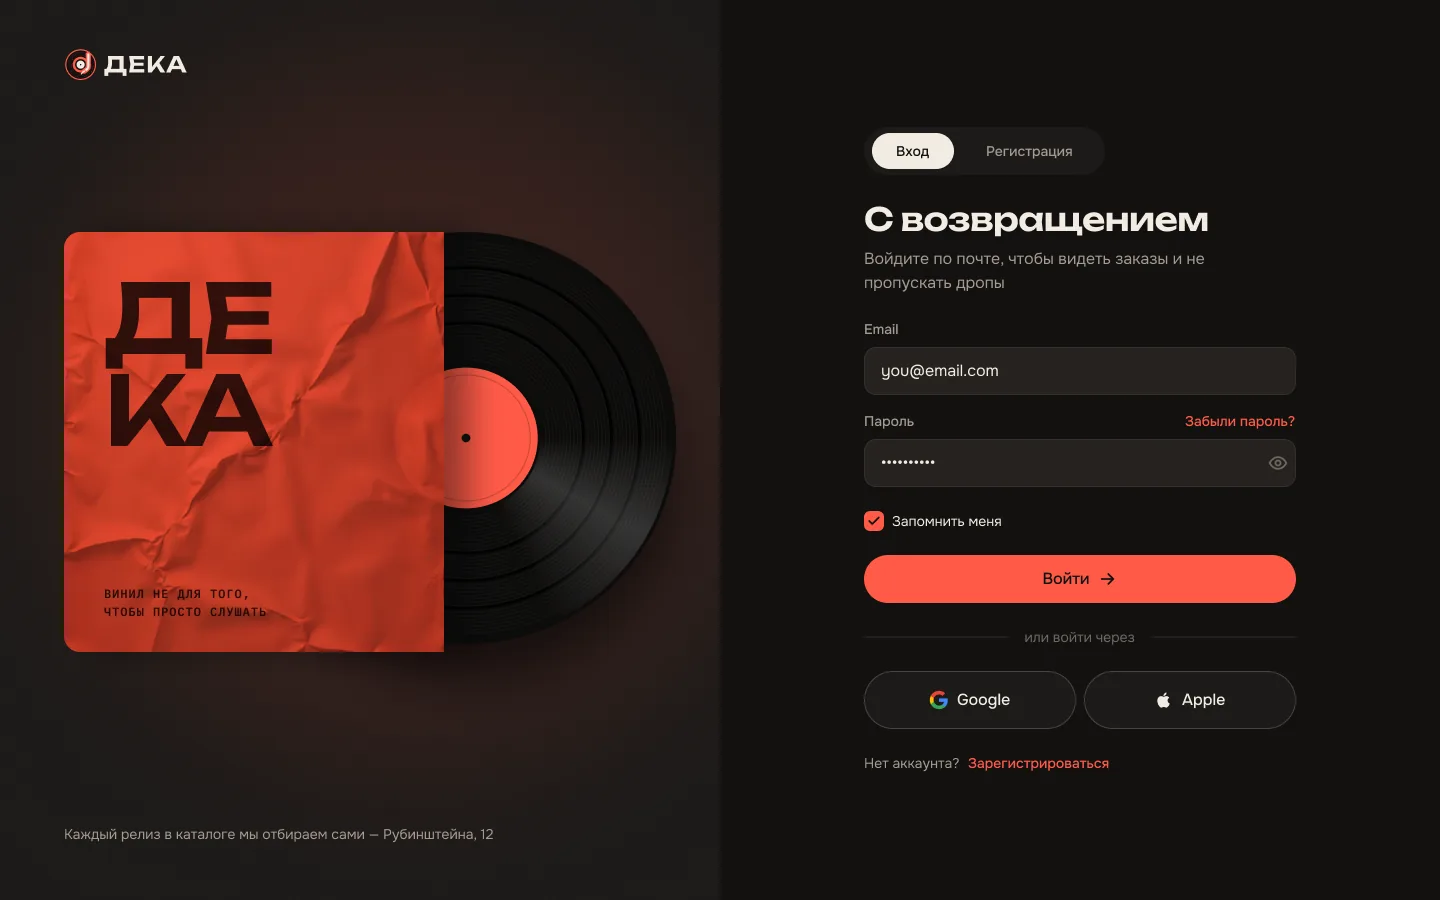 ДЕКА
ДЕ
КА
ВИНИЛ НЕ ДЛЯ ТОГО,
ЧТОБЫ ПРОСТО СЛУШАТЬ
Каждый релиз в каталоге мы отбираем сами — Рубинштейна, 12
Вход
Регистрация
С возвращением
Войдите по почте, чтобы видеть заказы и не
пропускать дропы
Email
you@email.com
Пароль
Забыли пароль?
••••••••••
Запомнить меня
Войти →
или войти через
Google
Apple
Нет аккаунта? Зарегистрироваться